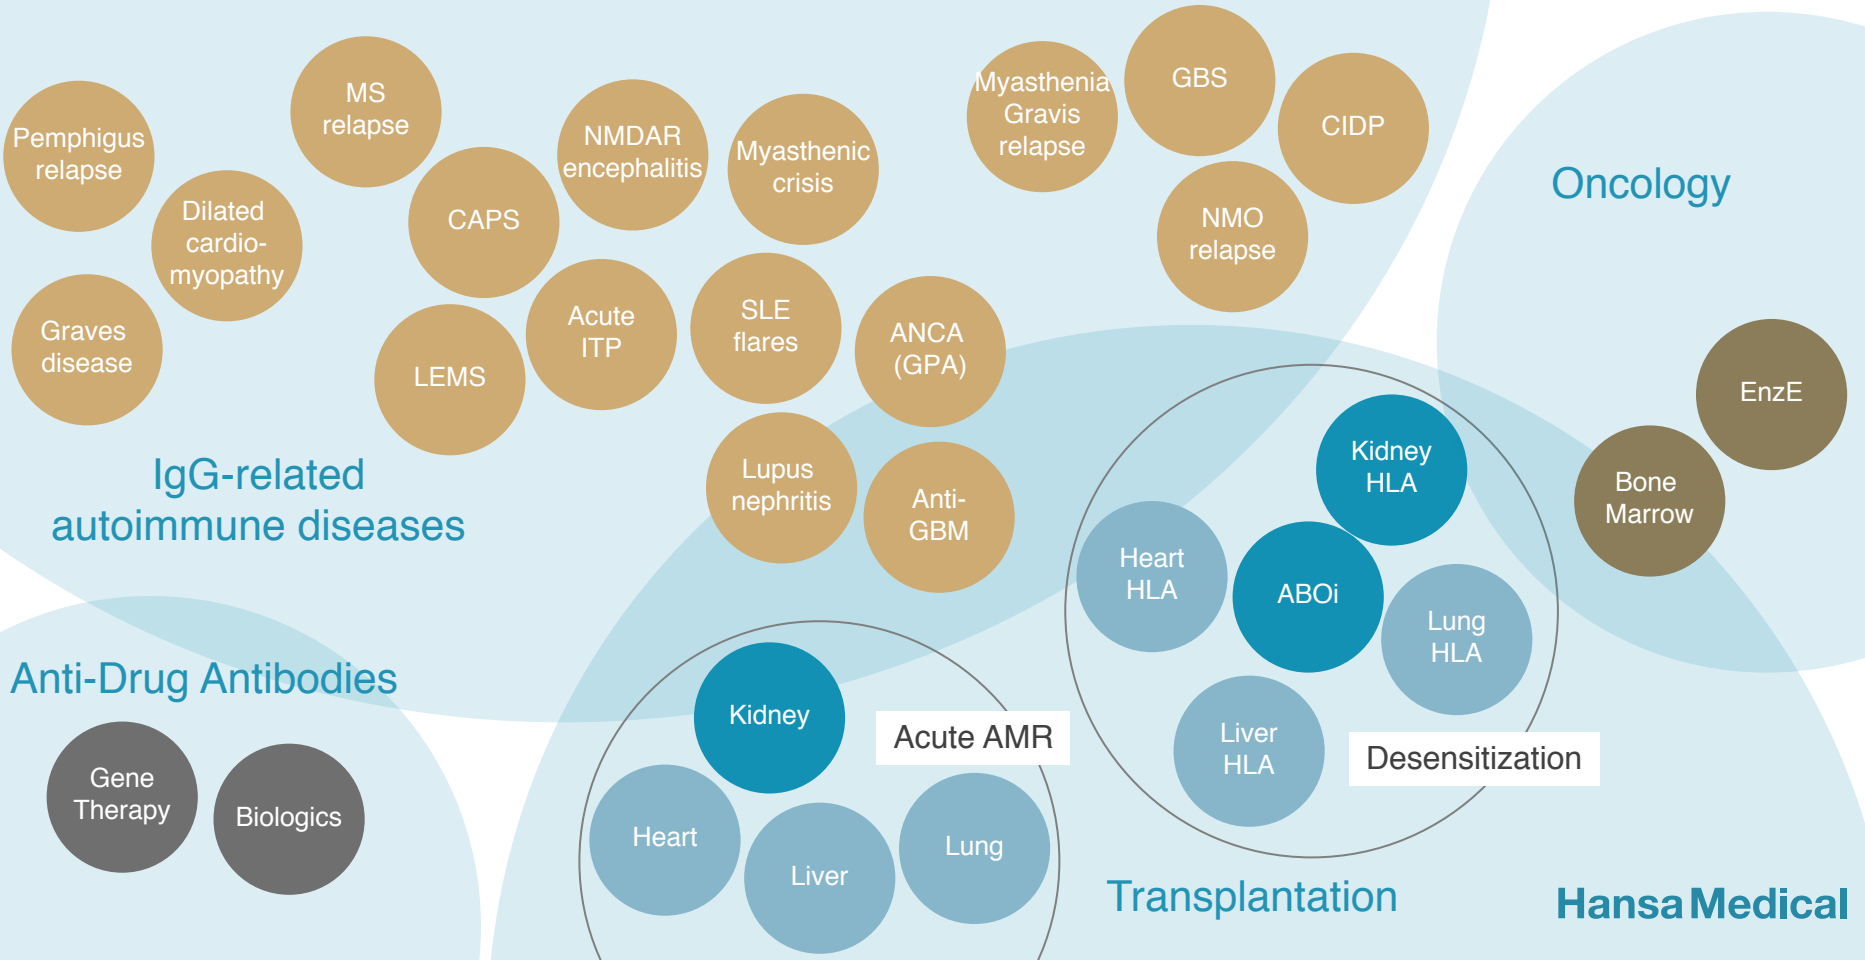 Pemphigus
relapse
MS
relapse
Dilated
cardio-
myopathy
Graves
disease
CAPS
LEMS
NMDAR
encephalitis
Acute
ITP
Myasthenic
crisis
SLE
flares
ANCA
(GPA)
Lupus
nephritis
Anti-
GBM
Myasthenia
Gravis
relapse
GBS
CIDP
NMO
relapse
IgG-related
autoimmune diseases
Oncology
EnzE
Bone
Marrow
Anti-Drug Antibodies
Gene
Therapy
Biologics
Kidney
Acute AMR
Heart
Liver
Lung
Kidney
HLA
Heart
HLA
ABOi
Lung
HLA
Liver
HLA
Desensitization
Transplantation
Hansa Medical